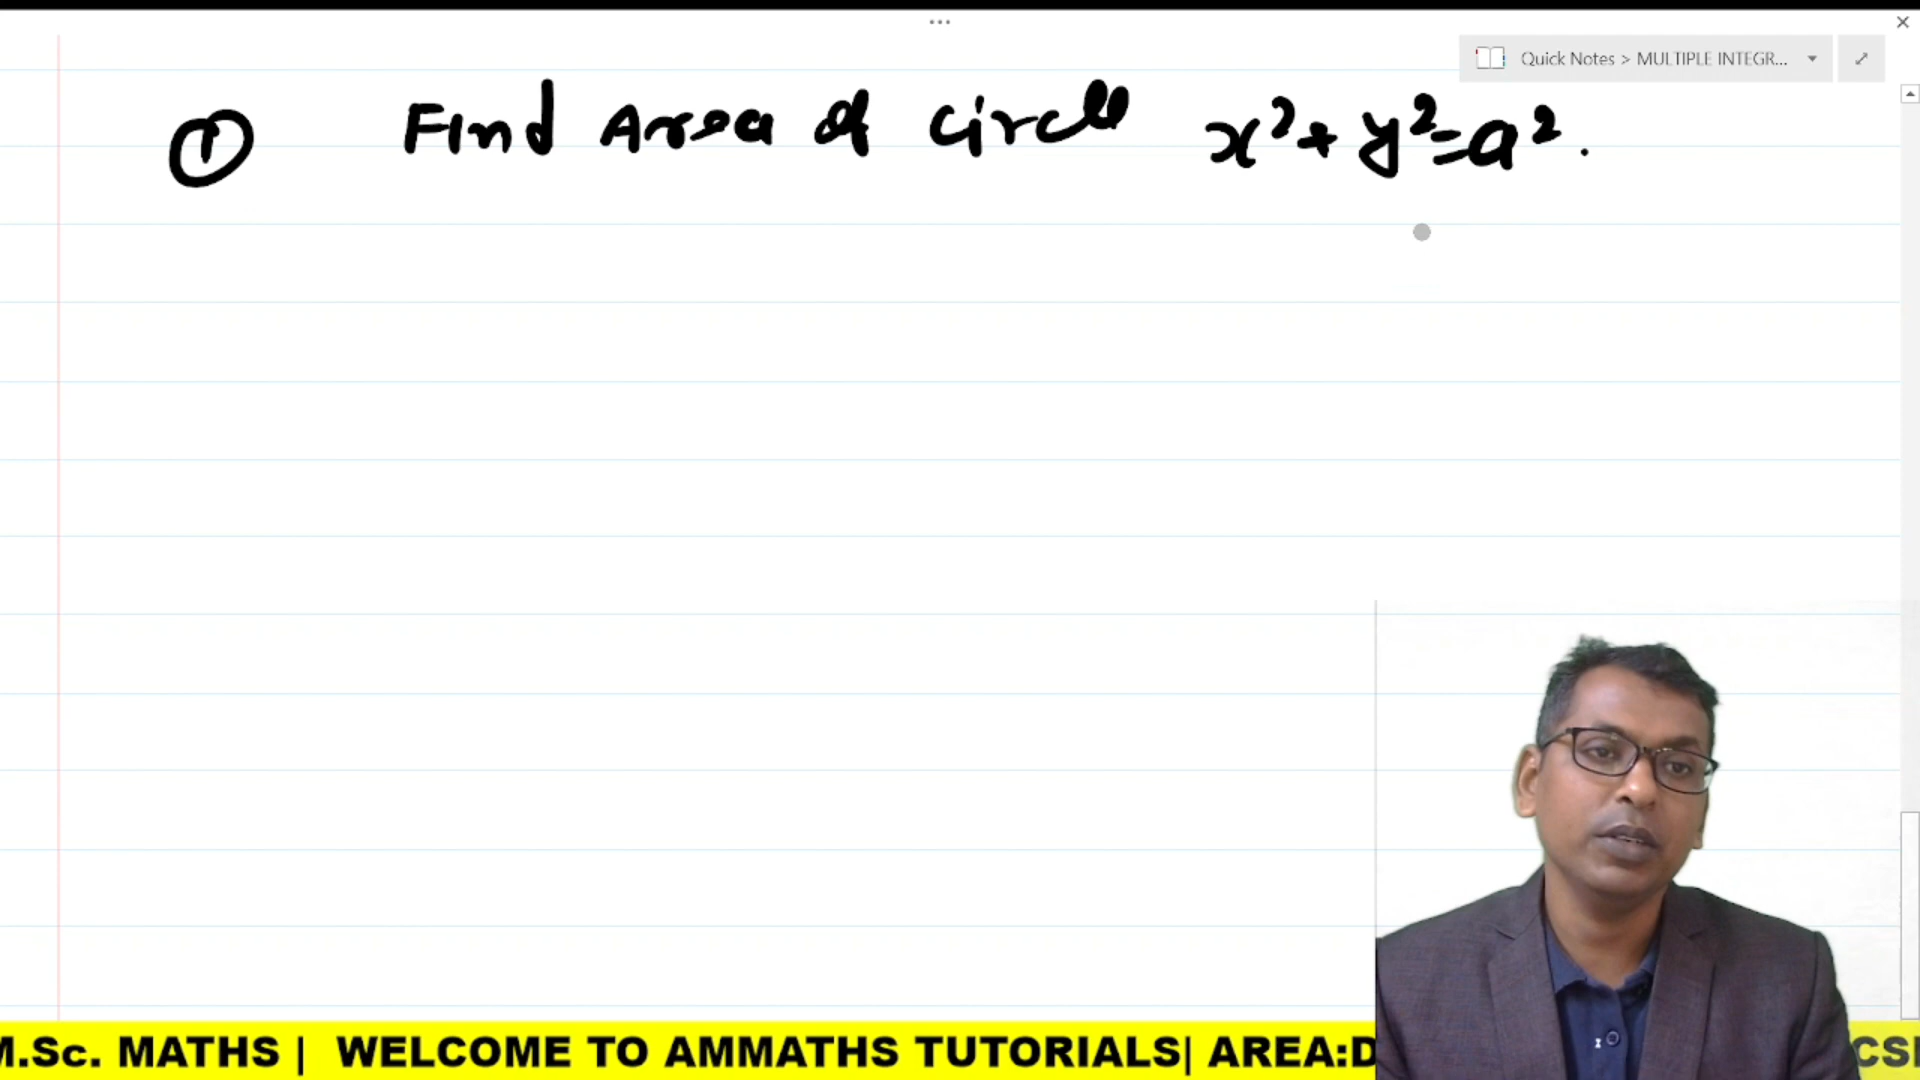 Quick Notes > MULTIPLE INTEGR...
① Find Area of Circle x²+y²=a².
M.Sc. MATHS | WELCOME TO AMMATHS TUTORIALS| AREA:D
CSI